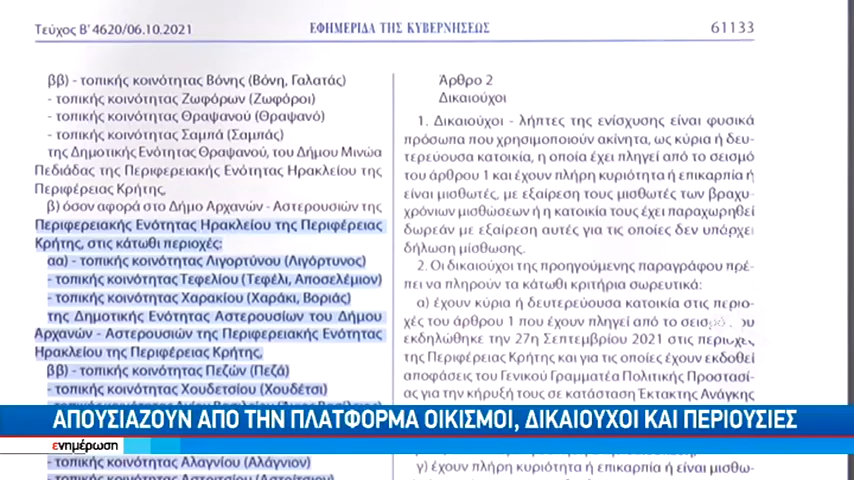 Τεύχος Β' 4620/06.10.2021
ΕΦΗΜΕΡΙΔΑ ΤΗΣ ΚΥΒΕΡΝΗΣΕΩΣ
61133
ββ) - τοπικής κοινότητας Βόνης (Βόνη, Γαλατάς)
- τοπικής κοινότητας Ζωφόρων (Ζωφόροι)
- τοπικής κοινότητας Θραψανού (Θραψανό)
- τοπικής κοινότητας Σαμπά (Σαμπάς)
της Δημοτικής Ενότητας Θραψανού, του Δήμου Μινώα
Πεδιάδας της Περιφερειακής Ενότητας Ηρακλείου της
Περιφέρειας Κρήτης,
β) όσον αφορά στο Δήμο Αρχανών - Αστερουσίων της
Περιφερειακής Ενότητας Ηρακλείου της Περιφέρειας
Κρήτης, στις κάτωθι περιοχές:
αα) - τοπικής κοινότητας Λιγορτύνου (Λιγόρτυνος)
- τοπικής κοινότητας Τεφελίου (Τεφέλι, Αποσελέμιον)
- τοπικής κοινότητας Χαρακίου (Χαράκι, Βοριάς)
της Δημοτικής Ενότητας Αστερουσίων του Δήμου
Αρχανών - Αστερουσιών της Περιφερειακής Ενότητας
Ηρακλείου της Περιφέρειας Κρήτης,
ββ) - τοπικής κοινότητας Πεζών (Πεζά)
- τοπικής κοινότητας Χουδετσίου (Χουδέτσι)
- τοπικής κοινότητας Αλαγνίου (Αλάγνιον)
- τοπικής κοινότητας
Άρθρο 2
Δικαιούχοι
1. Δικαιούχοι - λήπτες της ενίσχυσης είναι φυσικά
πρόσωπα που χρησιμοποιούν ακίνητα, ως κύρια ή δευ-
τερεύουσα κατοικία, η οποία έχει πληγεί από το σεισμό
του άρθρου 1 και έχουν πλήρη κυριότητα ή επικαρπία ή
είναι μισθωτές, με εξαίρεση τους μισθωτές των βραχυ-
χρόνιων μισθώσεων ή η κατοικία τους έχει παραχωρηθεί
δωρεάν με εξαίρεση αυτές για τις οποίες δεν υπάρχει
δήλωση μίσθωσης.
2. Οι δικαιούχοι της προηγούμενης παραγράφου πρέ-
πει να πληρούν τα κάτωθι κριτήρια σωρευτικά:
α) έχουν κύρια ή δευτερεύουσα κατοικία στις περιο-
χές του άρθρου 1 που έχουν πληγεί από το
εκδηλώθηκε την 27η Σεπτεμβρίου 2021 στις περιοχές
της Περιφέρειας Κρήτης και για τις οποίες έχουν εκδοθεί
αποφάσεις του Γενικού Γραμματέα Πολιτικής Προστασί-
ας για την κήρυξή τους σε κατάσταση Έκτακτης Ανάγκης
γ) έχουν πλήρη κυριότητα ή επικαρπία ή είναι μισθω-
ΑΠΟΥΣΙΑΖΟΥΝ ΑΠΟ ΤΗΝ ΠΛΑΤΦΟΡΜΑ ΟΙΚΙΣΜΟΙ, ΔΙΚΑΙΟΥΧΟΙ ΚΑΙ ΠΕΡΙΟΥΣΙΕΣ
ενημέρωση